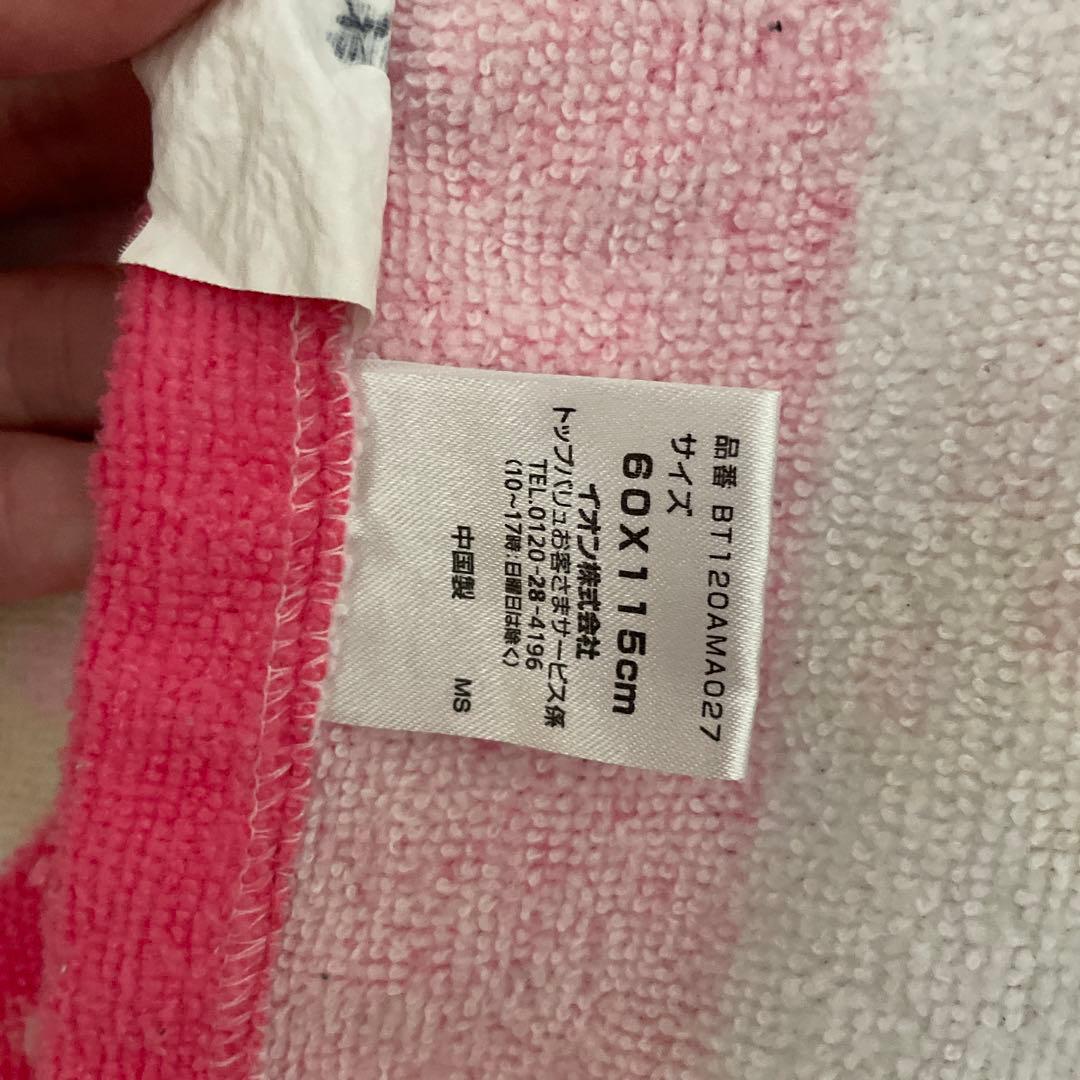 品番 BT120AMA027
サイズ
60X115cm
イオン株式会社
トップバリュお客さまサービス係
TEL.0120-28-4196
(10~17時:日曜日は除く)
中国製 MS